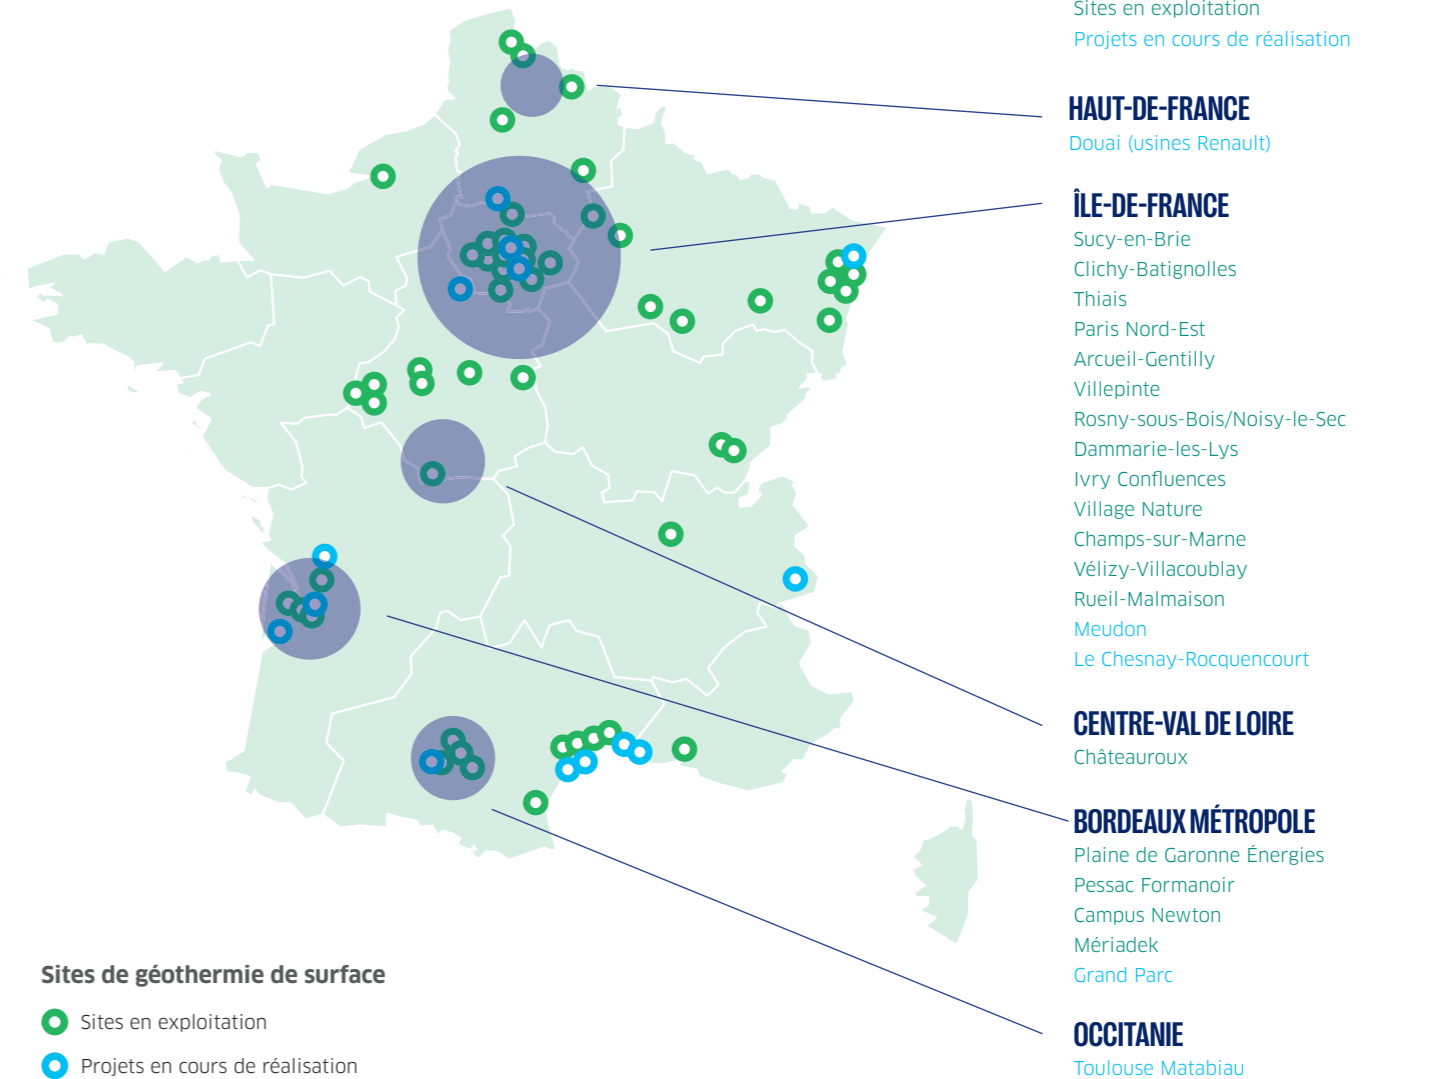 Sites en exploitation
Projets en cours de réalisation
HAUT-DE-FRANCE
Douai (usines Renault)
ÎLE-DE-FRANCE
Sucy-en-Brie
Clichy-Batignolles
Thiais
Paris Nord-Est
Arcueil-Gentilly
Villepinte
Rosny-sous-Bois/Noisy-le-Sec
Dammarie-les-Lys
Ivry Confluences
Village Nature
Champs-sur-Marne
Vélizy-Villacoublay
Rueil-Malmaison
Meudon
Le Chesnay-Rocquencourt
CENTRE-VAL DE LOIRE
Châteauroux
BORDEAUX MÉTROPOLE
Plaine de Garonne Énergies
Pessac Formanoir
Campus Newton
Mériadek
Grand Parc
OCCITANIE
Toulouse Matabiau
Sites de géothermie de surface
Sites en exploitation
Projets en cours de réalisation